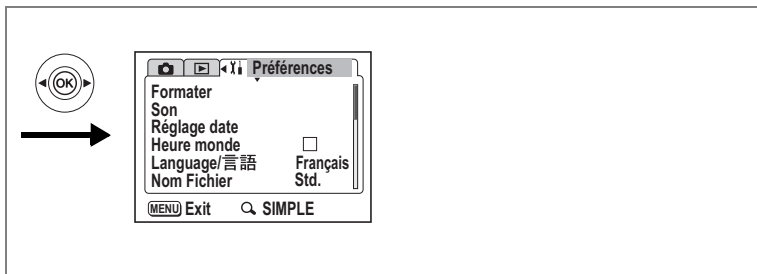 OK
Préférences
Formater
Son
Réglage date
Heure monde
Language/言語 Français
Nom Fichier Std.
MENU Exit SIMPLE